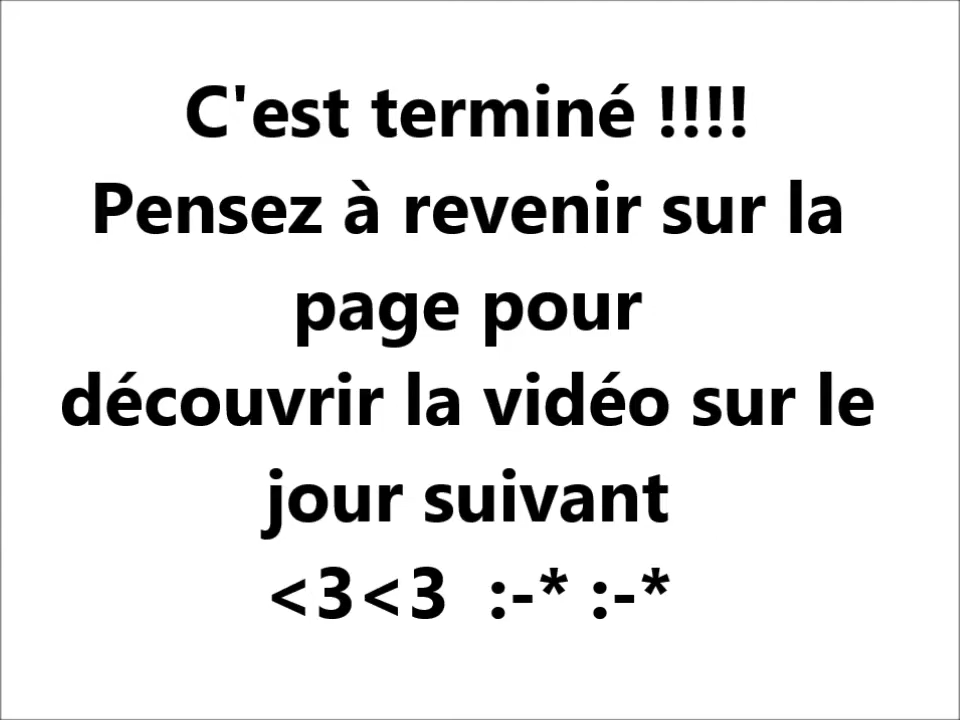 C'est terminé !!!!
Pensez à revenir sur la
page pour
découvrir la vidéo sur le
jour suivant
<3<3  :-* :-*